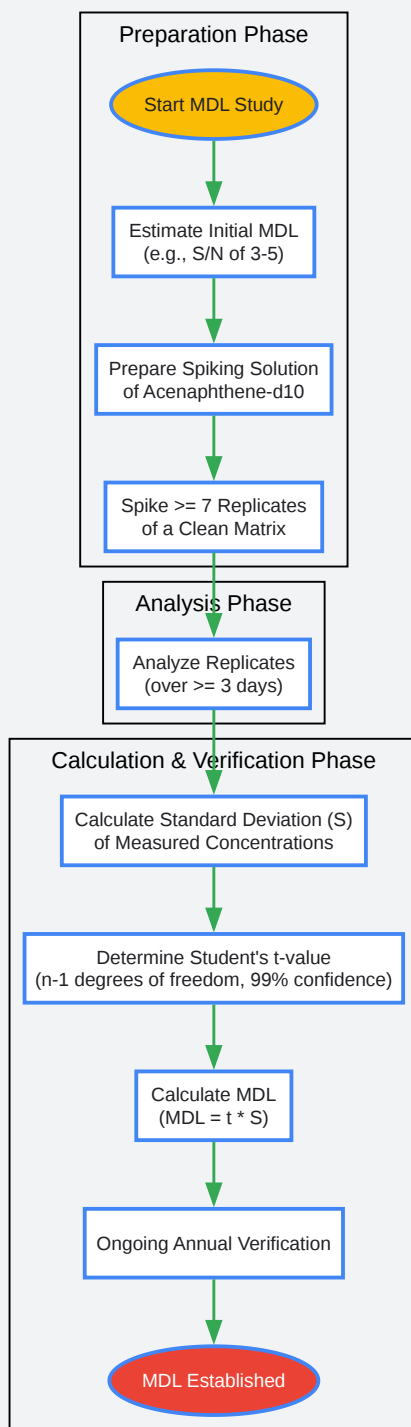 Preparation Phase
Start MDL Study
Estimate Initial MDL
(e.g., S/N of 3-5)
Prepare Spiking Solution
of Acenaphthene-d10
Spike >= 7 Replicates
of a Clean Matrix
Analysis Phase
Analyze Replicates
(over >= 3 days)
Calculation & Verification Phase
Calculate Standard Deviation (S)
of Measured Concentrations
Determine Student's t-value
(n-1 degrees of freedom, 99% confidence)
Calculate MDL
(MDL = t * S)
Ongoing Annual Verification
MDL Established